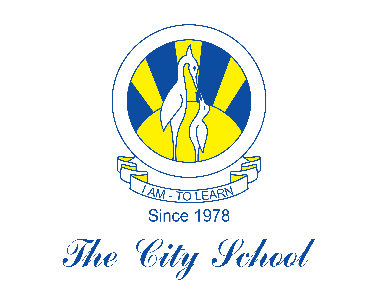 I AM - TO LEARN
Since 1978
The City School